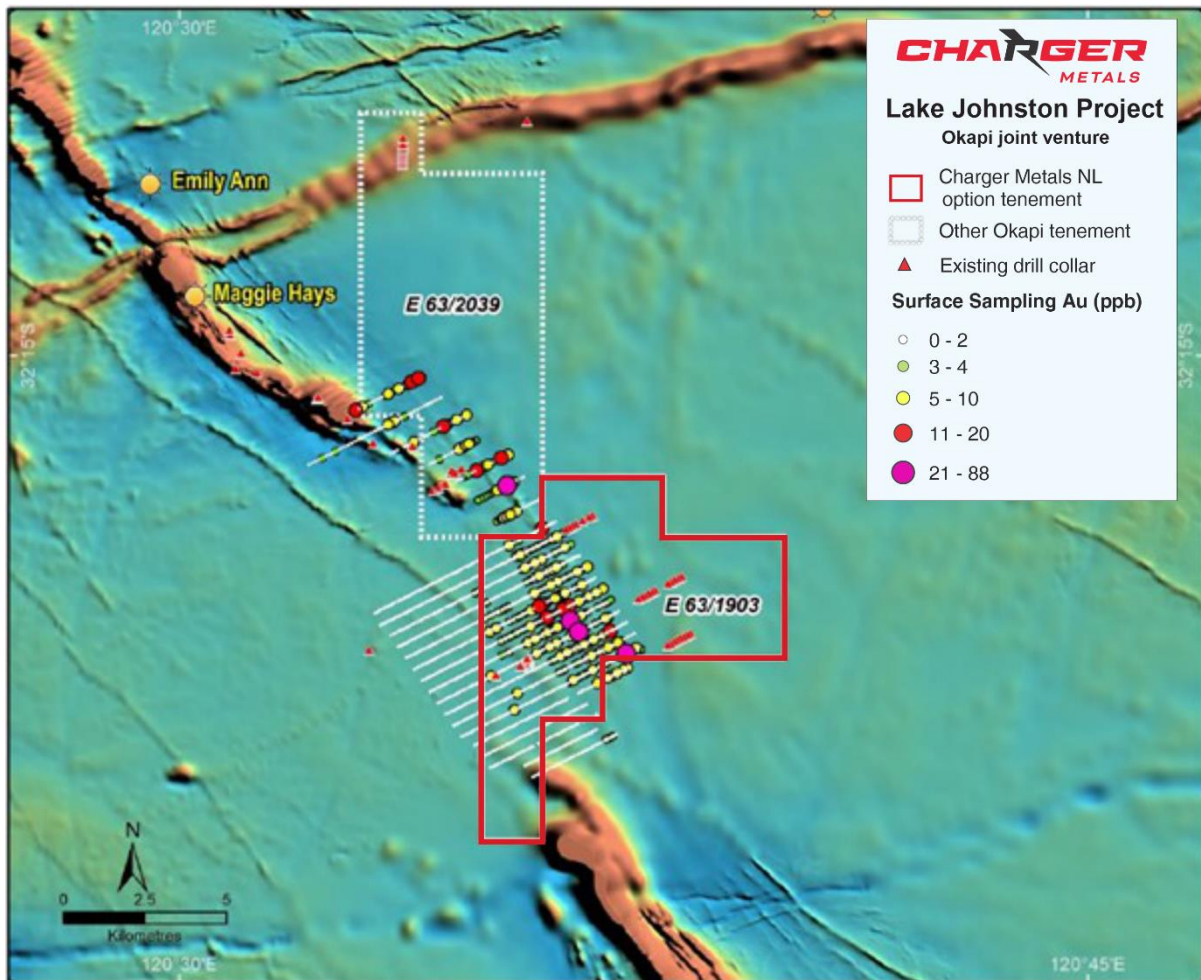 120°30'E
CHARGER
METALS
Lake Johnston Project
Okapi joint venture
Charger Metals NL
option tenement
Other Okapi tenement
Existing drill collar
Surface Sampling Au (ppb)
0 - 2
3 - 4
5 - 10
11 - 20
21 - 88
Emily Ann
Maggie Hays
E 63/2039
32°15'S
32°15'S
E 63/1903
N
0 2.5 5
Kilometres
120°30'E
120°45'E